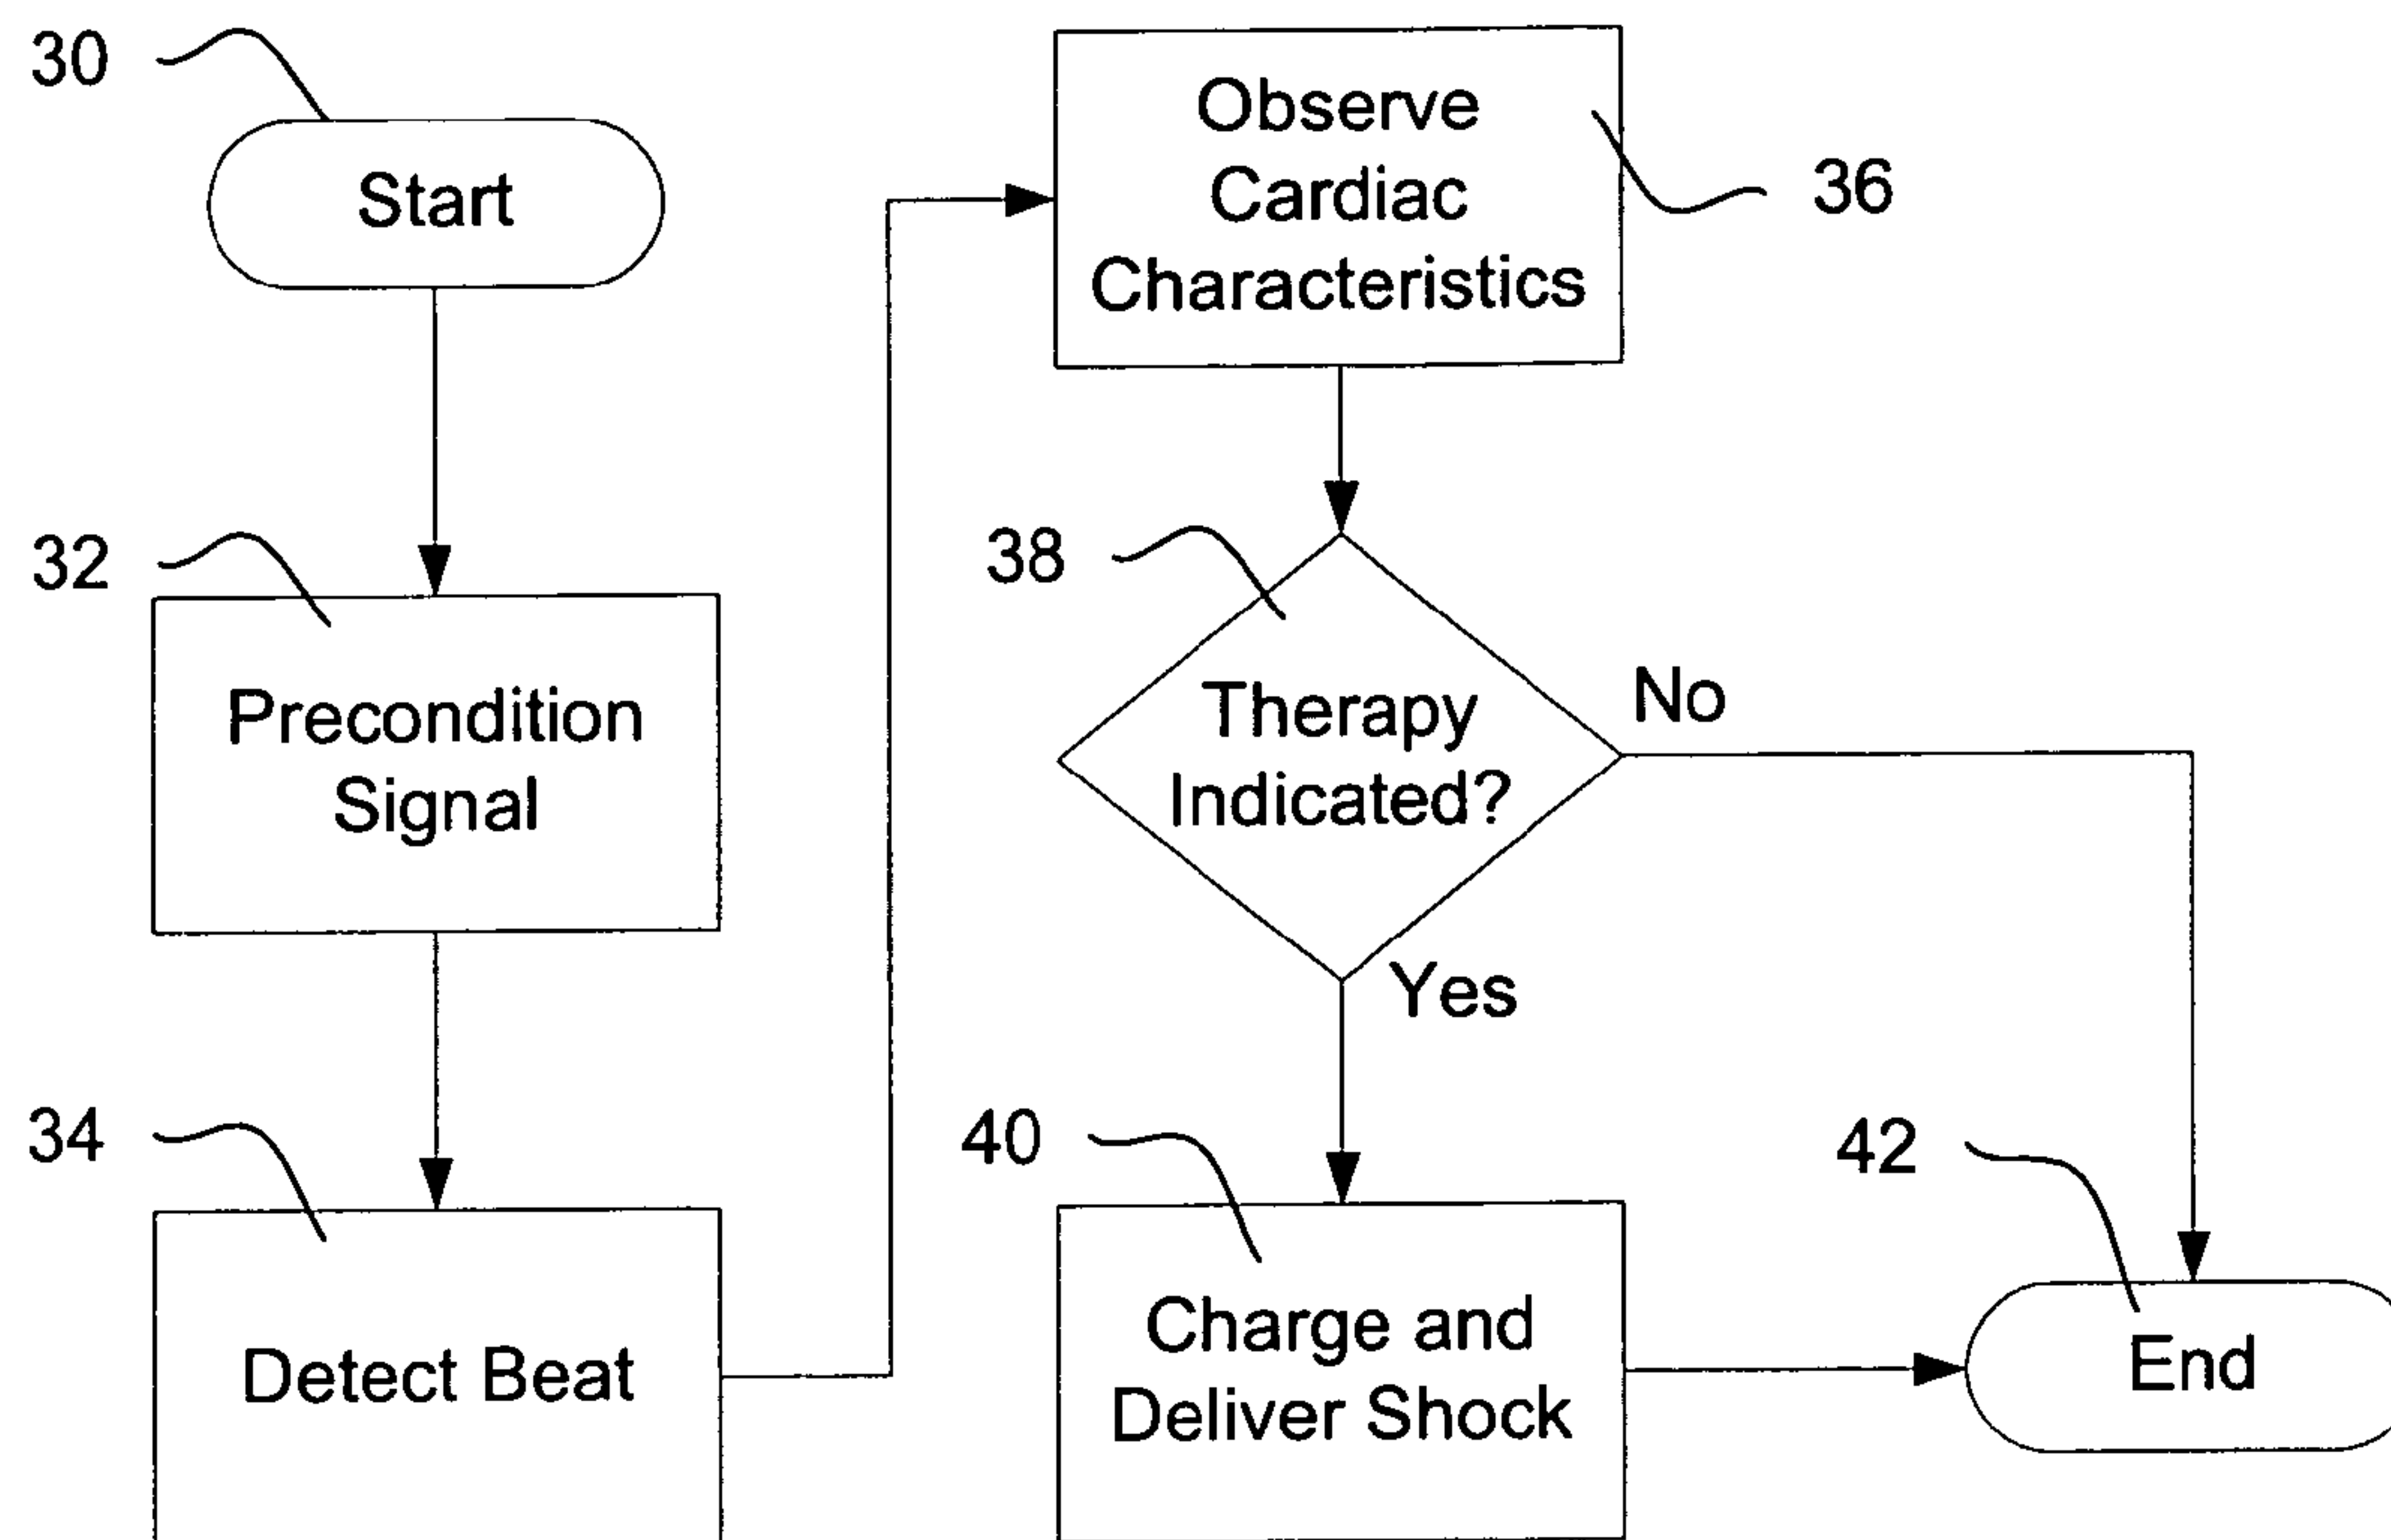 30
Start
32
Precondition
Signal
34
Detect Beat
Observe
Cardiac
Characteristics
36
38
Therapy
Indicated?
No
Yes
40
Charge and
Deliver Shock
42
End